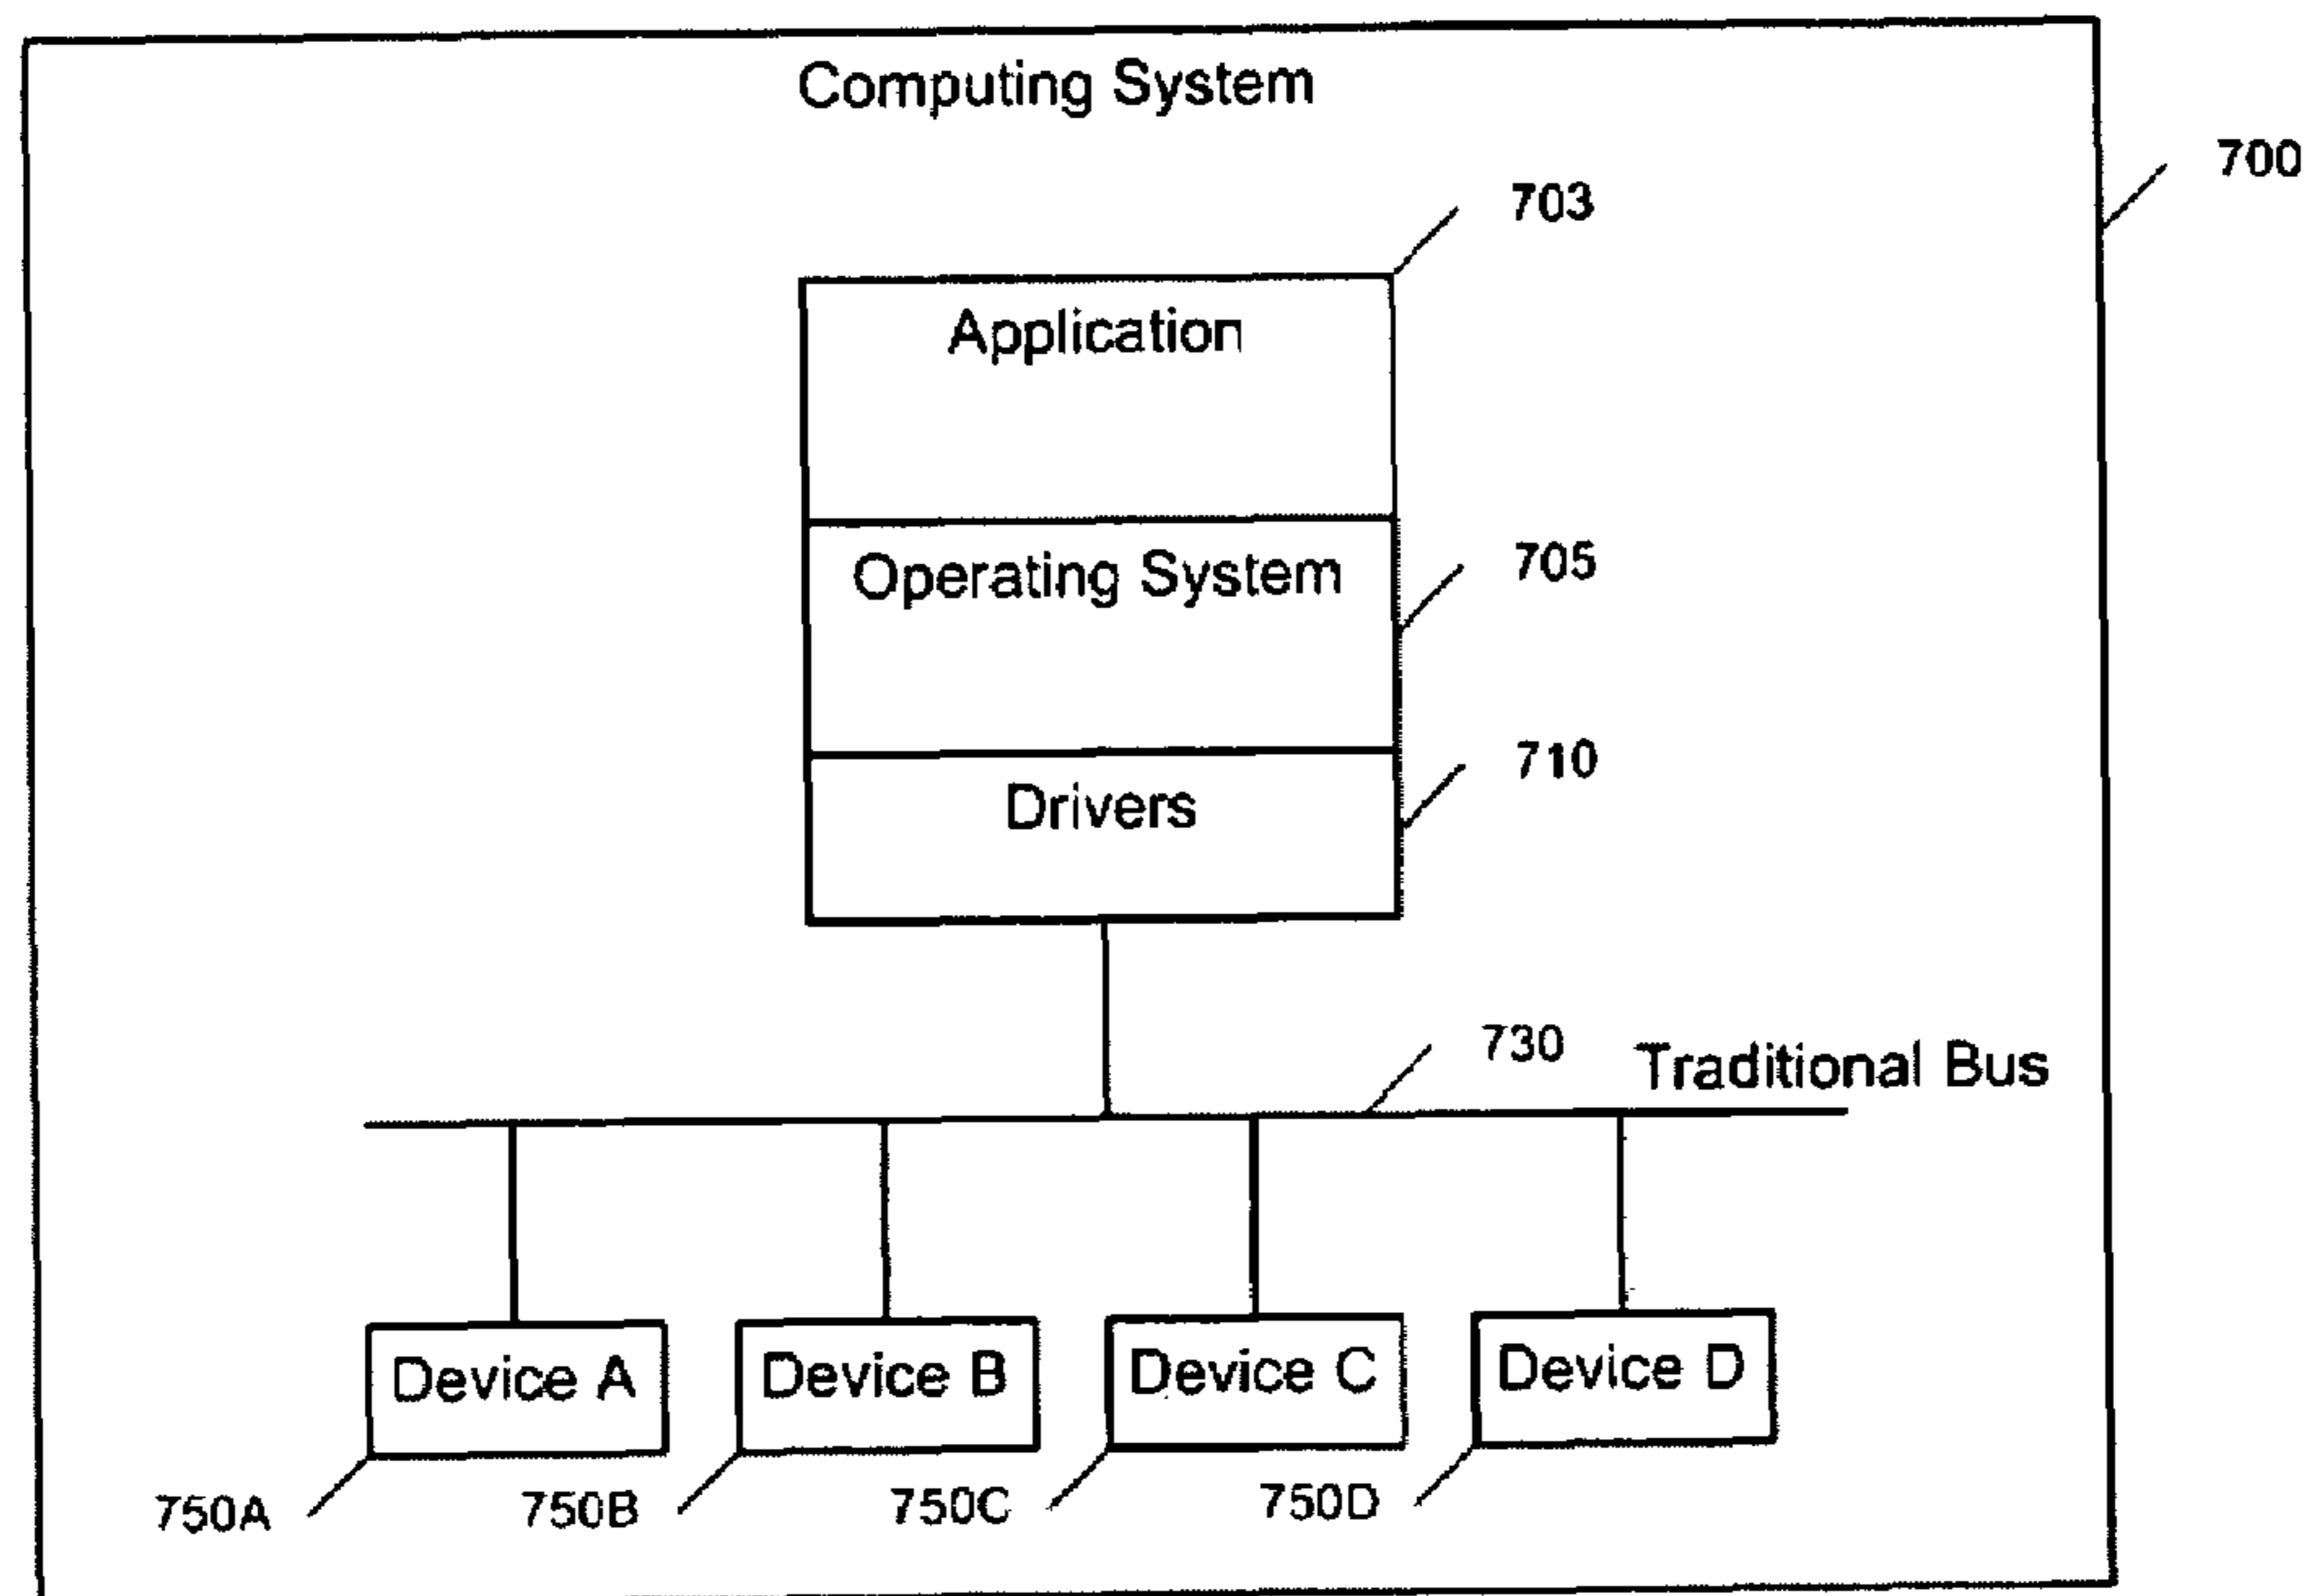 Computing System
700
703
Application
705
Operating System
710
Drivers
730
Traditional Bus
Device A
Device B
Device C
Device D
750A
750B
750C
750D